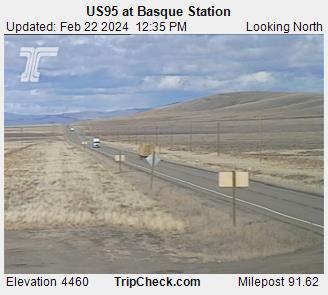 US95 at Basque Station
Updated: Feb 22 2024 12:35 PM Looking North
Elevation 4460 TripCheck.com Milepost 91.62